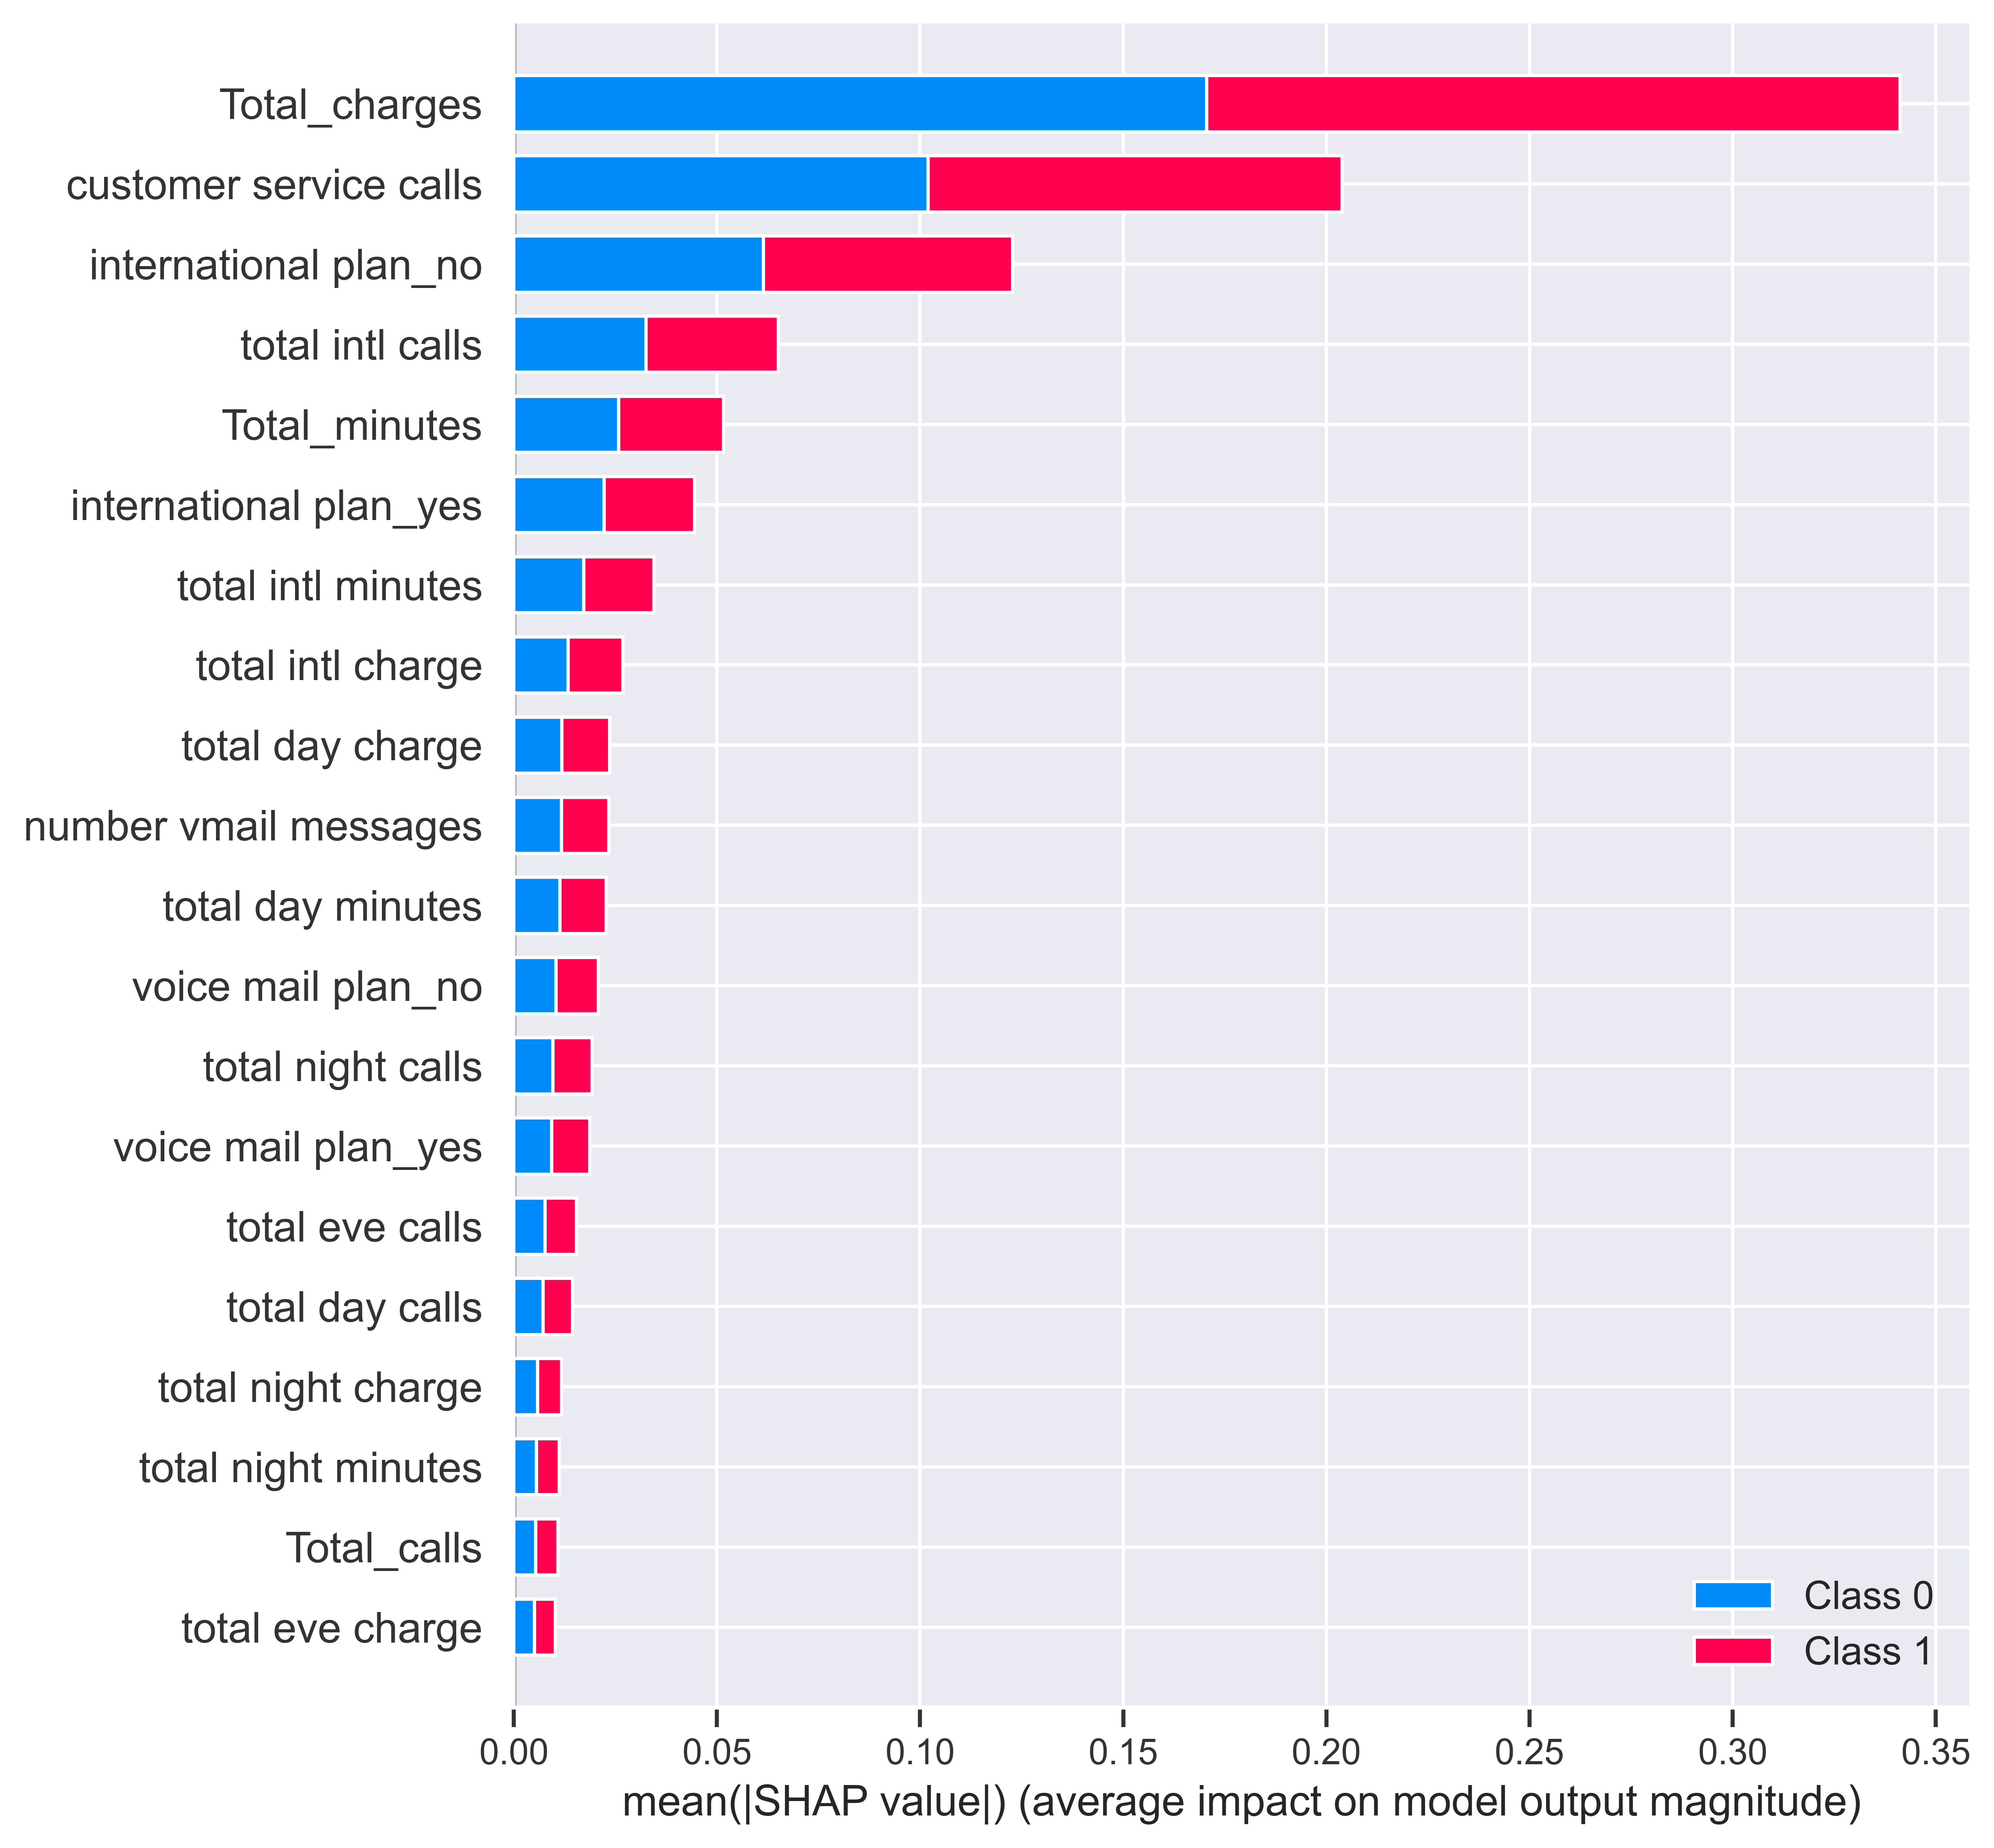 Total_charges
customer service calls
international plan_no
total intl calls
Total_minutes
international plan_yes
total intl minutes
total intl charge
total day charge
number vmail messages
total day minutes
voice mail plan_no
total night calls
voice mail plan_yes
total eve calls
total day calls
total night charge
total night minutes
Total_calls
total eve charge
Class 0
Class 1
0.00 0.05 0.10 0.15 0.20 0.25 0.30 0.35
mean(|SHAP value|) (average impact on model output magnitude)